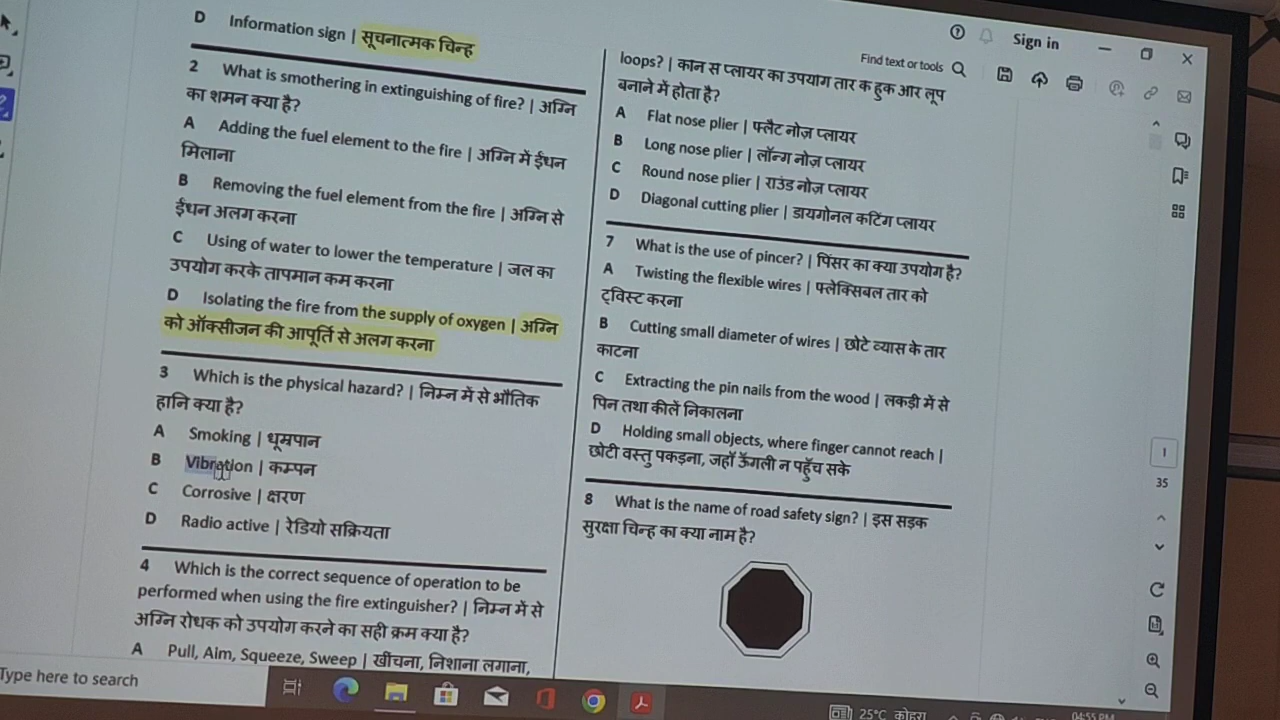 D Information sign | सूचनात्मक चिन्ह
2 What is smothering in extinguishing of fire? | अग्नि
का शमन क्या है?
A Adding the fuel element to the fire | अग्नि में ईंधन
मिलाना
B Removing the fuel element from the fire | अग्नि से
ईंधन अलग करना
C Using of water to lower the temperature | जल का
उपयोग करके तापमान कम करना
D Isolating the fire from the supply of oxygen | अग्नि
को ऑक्सीजन की आपूर्ति से अलग करना
3 Which is the physical hazard? | निम्न में से भौतिक
हानि क्या है?
A Smoking | धूम्रपान
B Vibration | कम्पन
C Corrosive | क्षरण
D Radio active | रेडियो सक्रियता
4 Which is the correct sequence of operation to be
performed when using the fire extinguisher? | निम्न में से
अग्नि रोधक को उपयोग करने का सही क्रम क्या है?
A Pull, Aim, Squeeze, Sweep | खींचना, निशाना लगाना,
Sign in
Find text or tools
loops? | कौन से प्लायर का उपयोग तार के हुक और लूप
बनाने में होता है?
A Flat nose plier | फ्लैट नोज़ प्लायर
B Long nose plier | लॉन्ग नोज़ प्लायर
C Round nose plier | राउंड नोज़ प्लायर
D Diagonal cutting plier | डायगोनल कटिंग प्लायर
7 What is the use of pincer? | पिंसर का क्या उपयोग है?
A Twisting the flexible wires | फ्लेक्सिबल तार को
ट्विस्ट करना
B Cutting small diameter of wires | छोटे व्यास के तार
काटना
C Extracting the pin nails from the wood | लकड़ी में से
पिन तथा कीलें निकालना
D Holding small objects, where finger cannot reach |
छोटी वस्तु पकड़ना, जहाँ ऊँगली न पहुँच सके
8 What is the name of road safety sign? | इस सड़क
सुरक्षा चिन्ह का क्या नाम है?
1
35
Type here to search
25°C कोहरा
04:55 PM